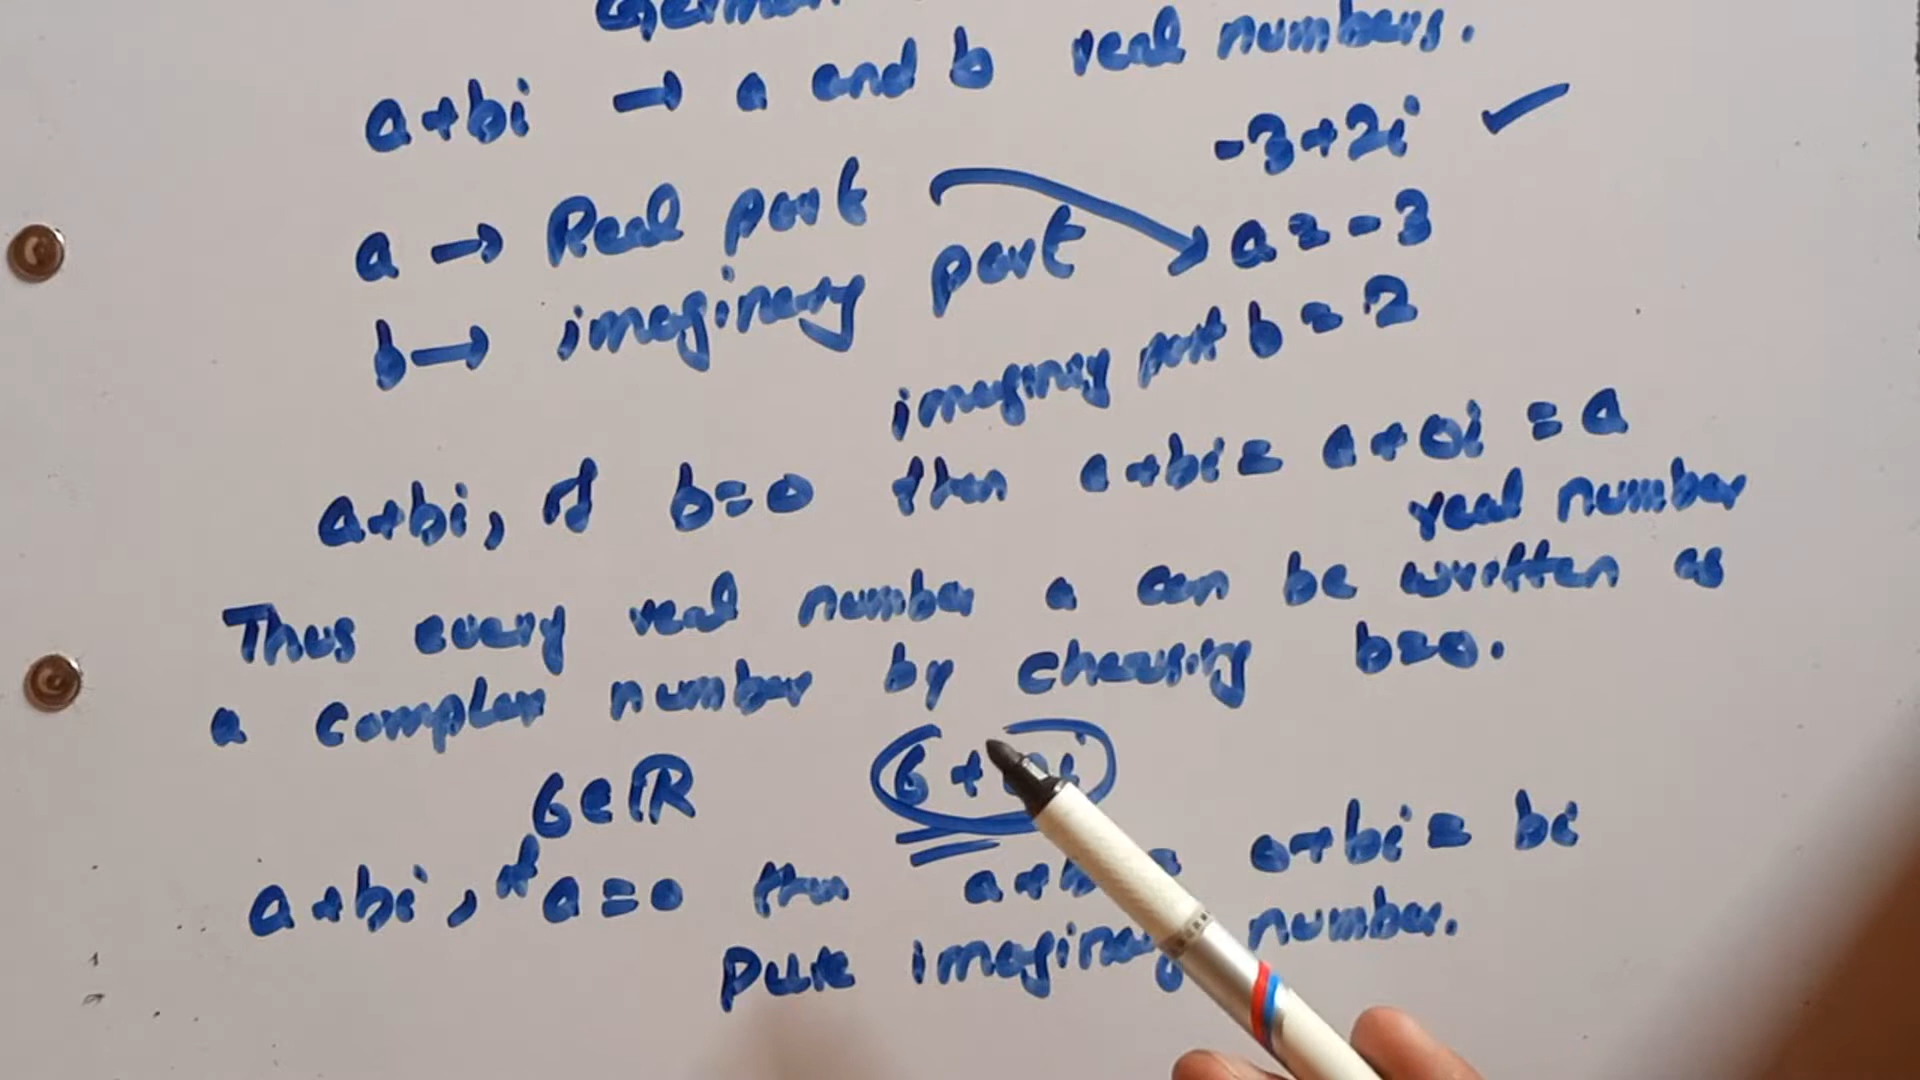 a+bi → a and b real numbers.
-3+2i ✓
a → Real part → a = -3
b → imaginary part
imaginary part b = 2
a+bi, if b=0 then a+bi = a+0i = a
real number
Thus every real number a can be written as
a complex number by choosing b=0.
6∈ℝ 6 +
a+bi, if a=0 then 0+bi = bi
Pure imaginary number.